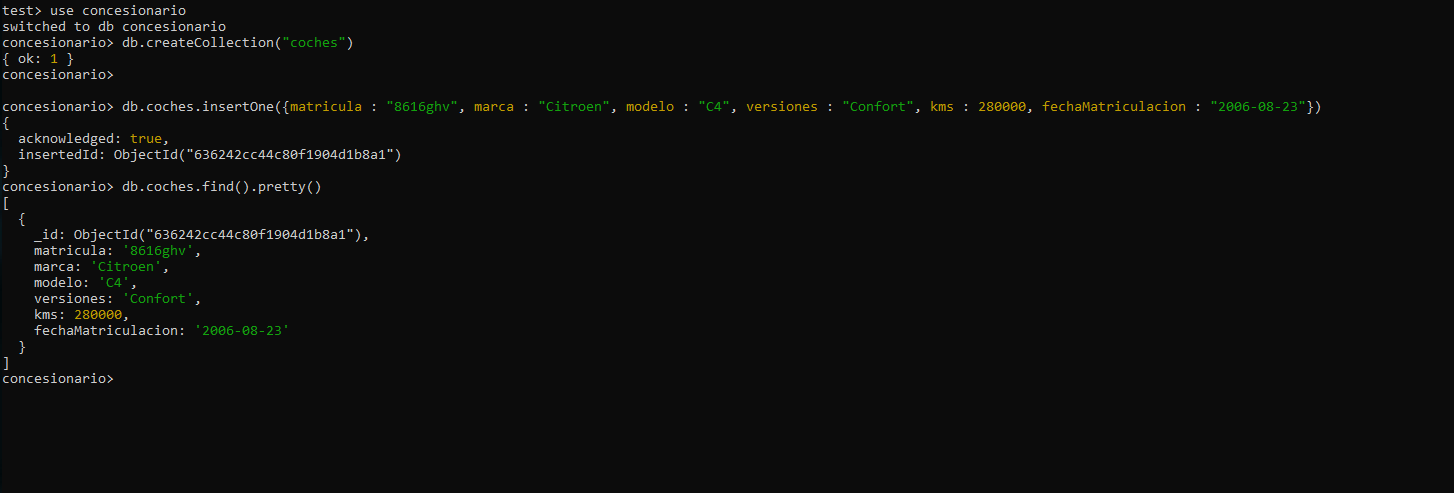 test> use concesionario
switched to db concesionario
concesionario> db.createCollection("coches")
{ ok: 1 }
concesionario>
concesionario> db.coches.insertOne({matricula : "8616ghv", marca : "Citroen", modelo : "C4", versiones : "Confort", kms : 280000, fechaMatriculacion : "2006-08-23"})
{
  acknowledged: true,
  insertedId: ObjectId("636242cc44c80f1904d1b8a1")
}
concesionario> db.coches.find().pretty()
[
  {
    _id: ObjectId("636242cc44c80f1904d1b8a1"),
    matricula: '8616ghv',
    marca: 'Citroen',
    modelo: 'C4',
    versiones: 'Confort',
    kms: 280000,
    fechaMatriculacion: '2006-08-23'
  }
]
concesionario>